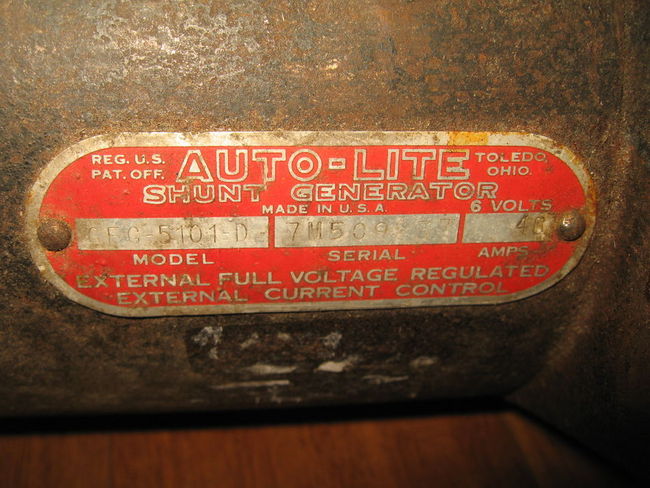 REG. U.S. PAT. OFF.
AUTO-LITE
TOLEDO, OHIO.
SHUNT GENERATOR
MADE IN U.S.A.
6 VOLTS
5101-D
MODEL
SERIAL
AMPS.
EXTERNAL FULL VOLTAGE REGULATED
EXTERNAL CURRENT CONTROL